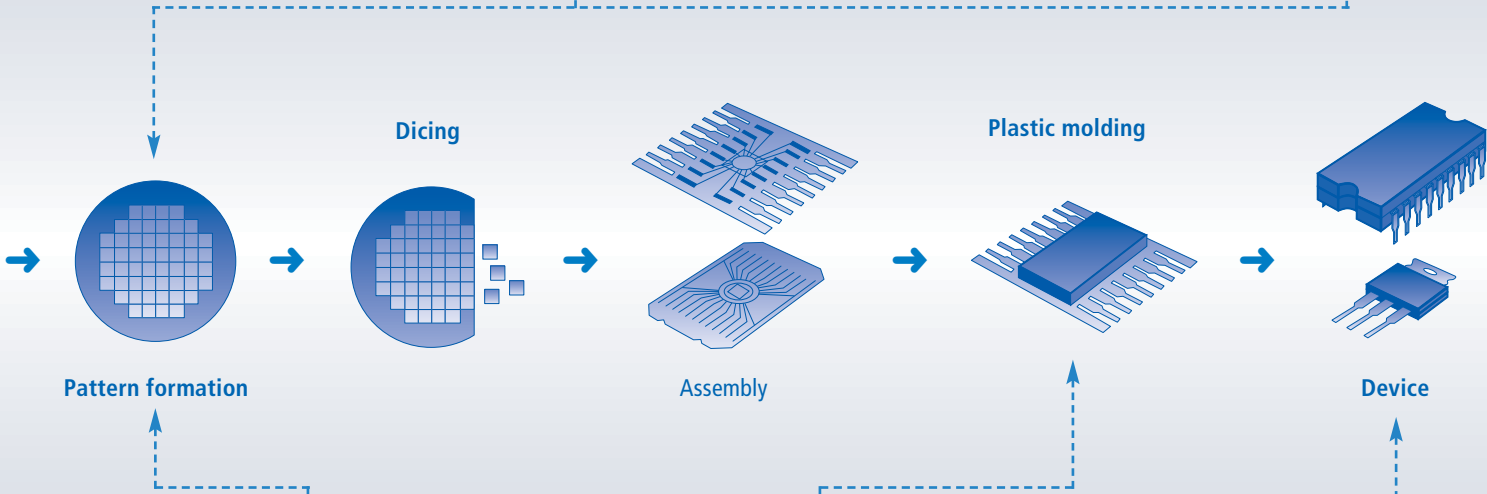 Dicing
Plastic molding
Pattern formation
Assembly
Device